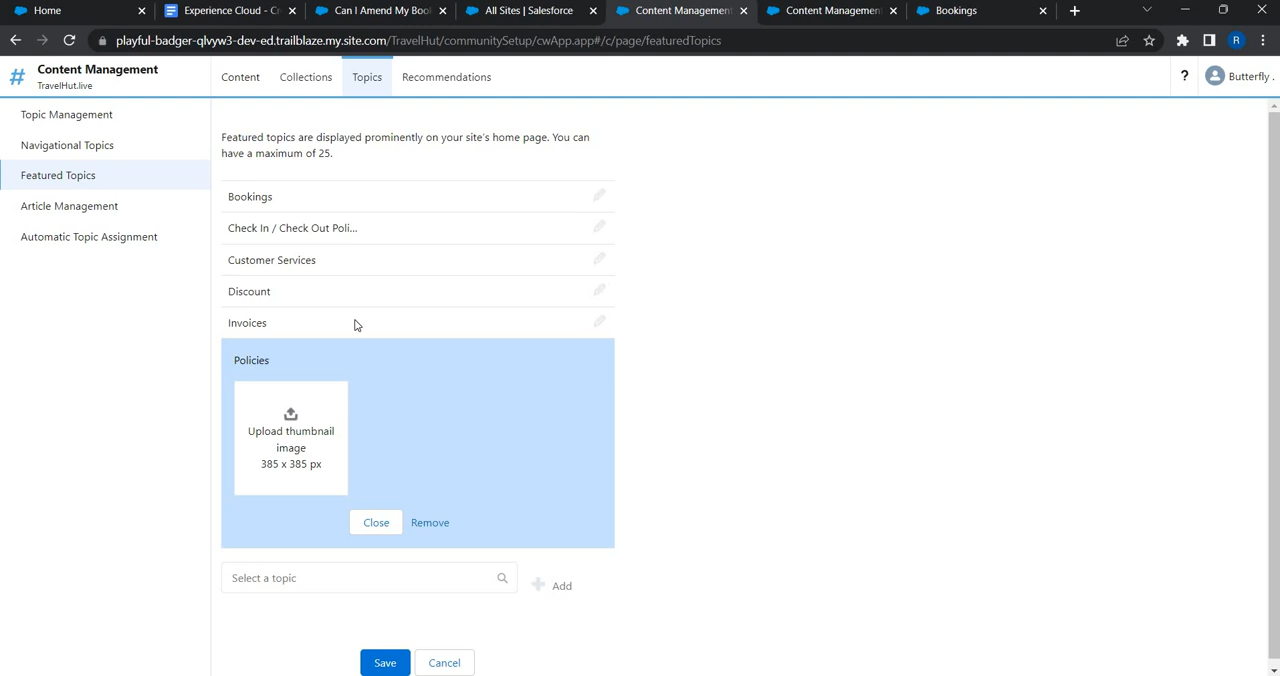 Home
Experience Cloud - C
Can I Amend My Boo
All Sites | Salesforce
Content Management
Content Management
Bookings
playful-badger-qlvyw3-dev-ed.trailblaze.my.site.com/TravelHut/communitySetup/cwApp.app#/c/page/featuredTopics
R
Content Management
TravelHut.live
Content
Collections
Topics
Recommendations
?
Butterfly .
Topic Management
Navigational Topics
Featured Topics
Article Management
Automatic Topic Assignment
Featured topics are displayed prominently on your site's home page. You can
have a maximum of 25.
Bookings
Check In / Check Out Poli...
Customer Services
Discount
Invoices
Policies
Upload thumbnail
image
385 x 385 px
Close
Remove
Select a topic
Add
Save
Cancel